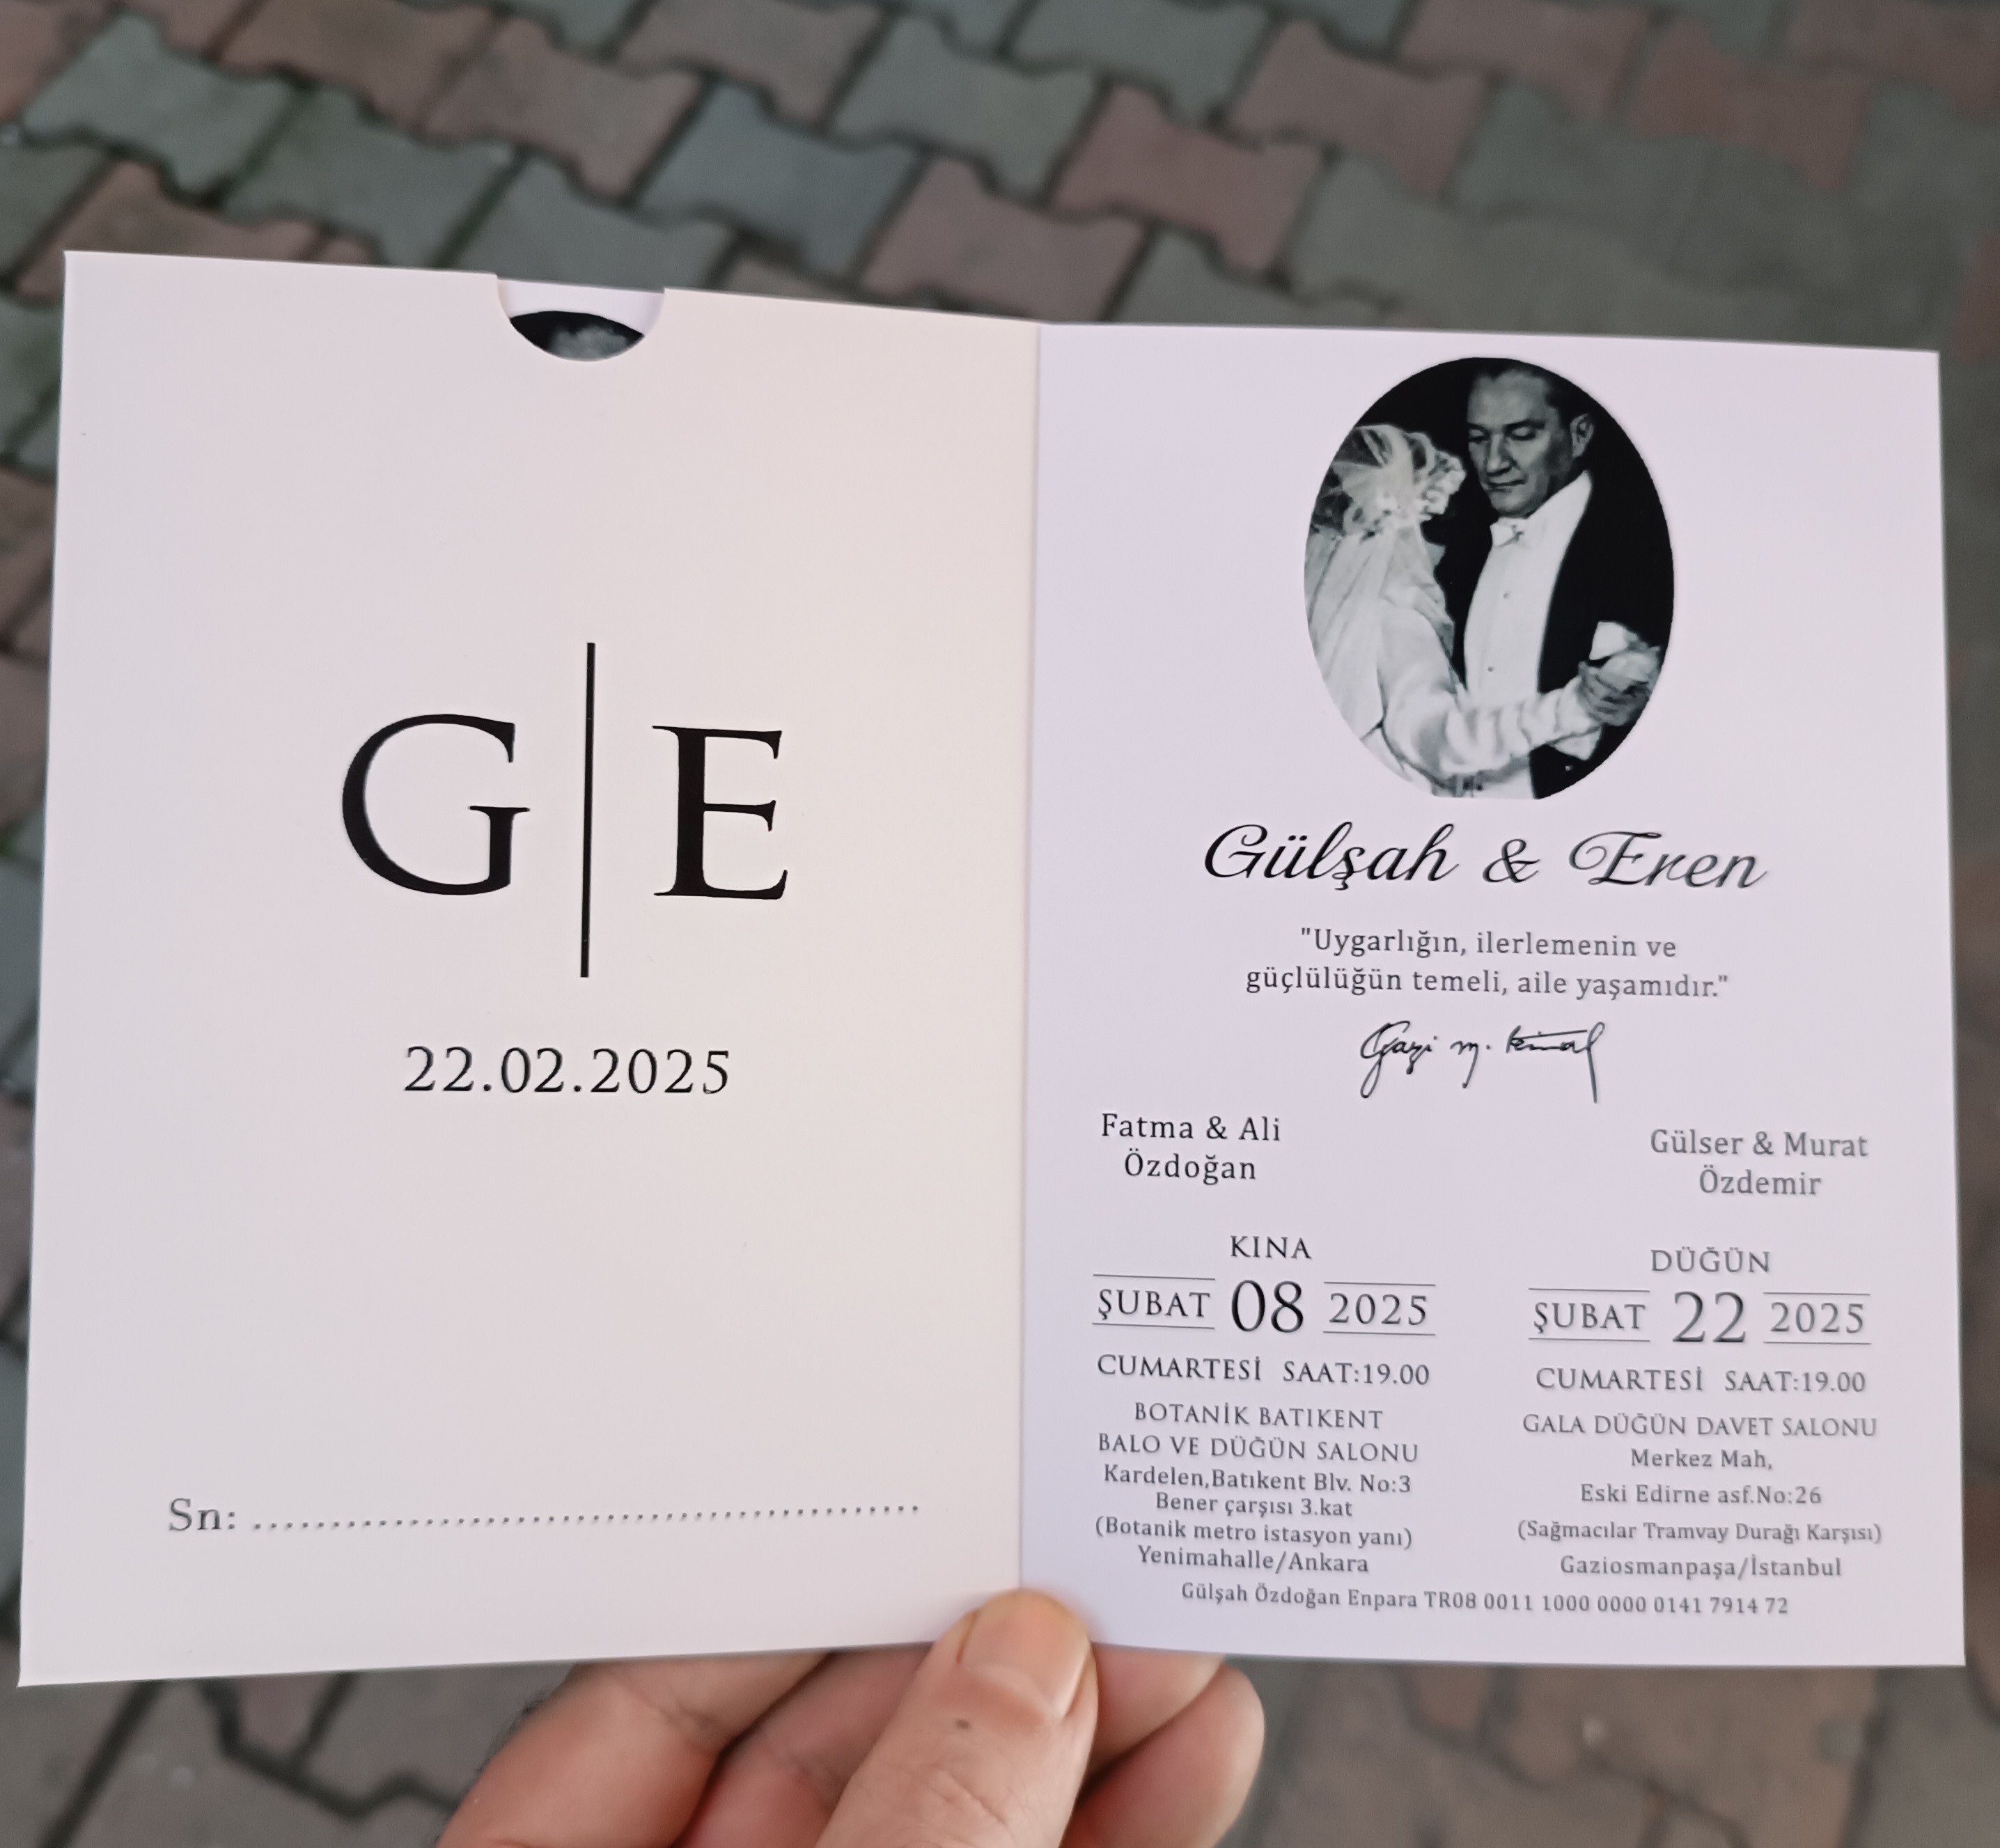 G | E
22.02.2025
Sn: ........................................................
Gülşah & Eren
"Uygarlığın, ilerlemenin ve
güçlülüğün temeli, aile yaşamıdır."
Gazi M. Kemal
Fatma & Ali
Özdoğan
Gülser & Murat
Özdemir
KINA
ŞUBAT 08 2025
CUMARTESİ SAAT:19.00
BOTANİK BATIKENT
BALO VE DÜĞÜN SALONU
Kardelen,Batıkent Blv. No:3
Bener çarşısı 3.kat
(Botanik metro istasyon yanı)
Yenimahalle/Ankara
DÜĞÜN
ŞUBAT 22 2025
CUMARTESİ SAAT:19.00
GALA DÜĞÜN DAVET SALONU
Merkez Mah,
Eski Edirne asf.No:26
(Sağmacılar Tramvay Durağı Karşısı)
Gaziosmanpaşa/İstanbul
Gülşah Özdoğan Enpara TR08 0011 1000 0000 0141 7914 72